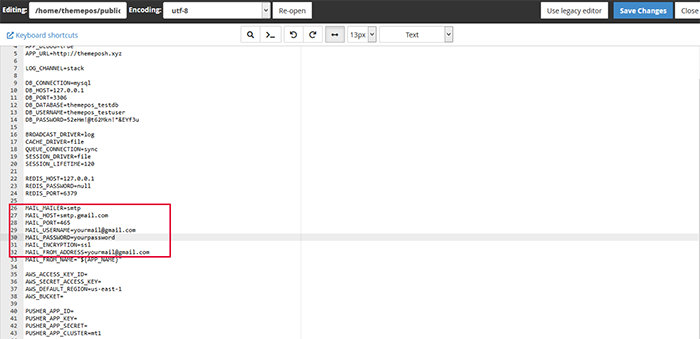 Editing: /home/themepos/public Encoding: utf-8 Re-open Use legacy editor Save Changes Close
Keyboard shortcuts 13px Text
4
5 APP_URL=http://themeposh.xyz
6
7 LOG_CHANNEL=stack
8
9 DB_CONNECTION=mysql
10 DB_HOST=127.0.0.1
11 DB_PORT=3306
12 DB_DATABASE=themepos_testdb
13 DB_USERNAME=themepos_testuser
14 DB_PASSWORD=52eHm!@t62Mkn!"&EYf3u
15
16 BROADCAST_DRIVER=log
17 CACHE_DRIVER=file
18 QUEUE_CONNECTION=sync
19 SESSION_DRIVER=file
20 SESSION_LIFETIME=120
21
22 REDIS_HOST=127.0.0.1
23 REDIS_PASSWORD=null
24 REDIS_PORT=6379
25
26 MAIL_MAILER=smtp
27 MAIL_HOST=smtp.gmail.com
28 MAIL_PORT=465
29 MAIL_USERNAME=yourmail@gmail.com
30 MAIL_PASSWORD=yourpassword
31 MAIL_ENCRYPTION=ssl
32 MAIL_FROM_ADDRESS=yourmail@gmail.com
33 MAIL_FROM_NAME="${APP_NAME}"
34
35 AWS_ACCESS_KEY_ID=
36 AWS_SECRET_ACCESS_KEY=
37 AWS_DEFAULT_REGION=us-east-1
38 AWS_BUCKET=
39
40 PUSHER_APP_ID=
41 PUSHER_APP_KEY=
42 PUSHER_APP_SECRET=
43 PUSHER_APP_CLUSTER=mt1